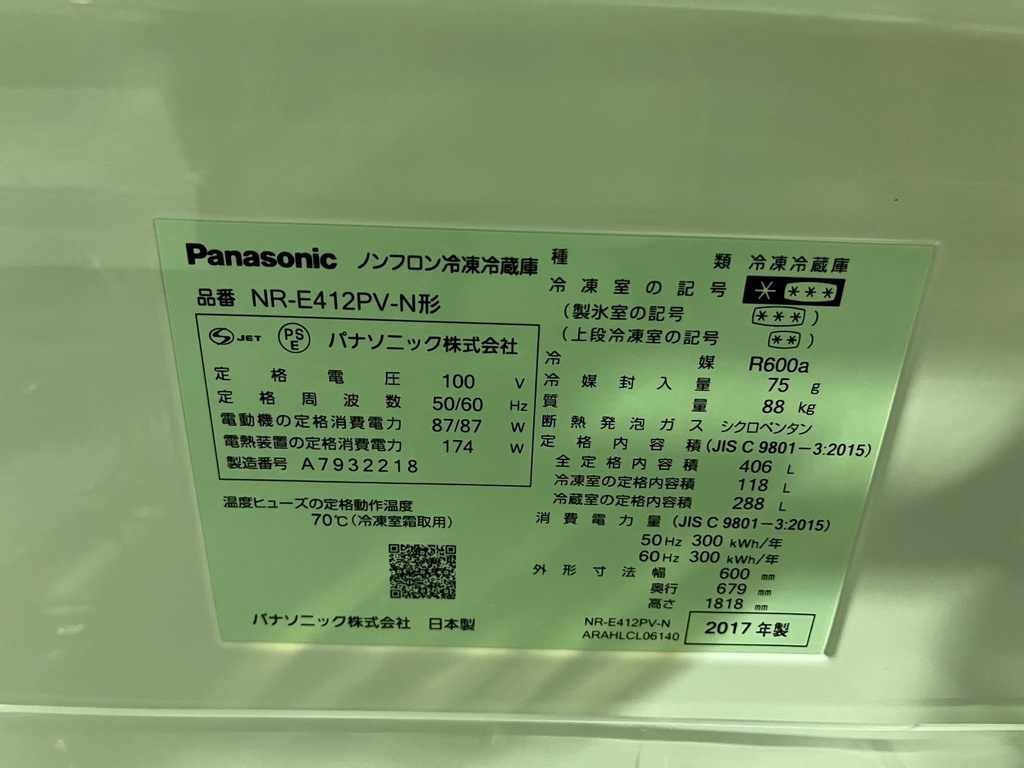 Panasonic ノンフロン冷凍冷蔵庫
品番 NR-E412PV-N形
S JET PS E パナソニック株式会社
定格電圧 100 V
定格周波数 50/60 Hz
電動機の定格消費電力 87/87 W
電熱装置の定格消費電力 174 W
製造番号 A7932218
温度ヒューズの定格動作温度
70℃(冷凍室霜取用)
パナソニック株式会社 日本製
種類 冷凍冷蔵庫
冷凍室の記号 * ***
(製氷室の記号 ***)
(上段冷凍室の記号 **)
冷媒 R600a
冷媒封入量 75 g
質量 88 kg
断熱発泡ガス シクロペンタン
定格内容積 (JIS C 9801-3:2015)
全定格内容積 406 L
冷凍室の定格内容積 118 L
冷蔵室の定格内容積 288 L
消費電力量 (JIS C 9801-3:2015)
50Hz 300 kWh/年
60Hz 300 kWh/年
外形寸法幅 600 mm
奥行 679 mm
高さ 1818 mm
NR-E412PV-N
ARAHLCL06140
2017年製